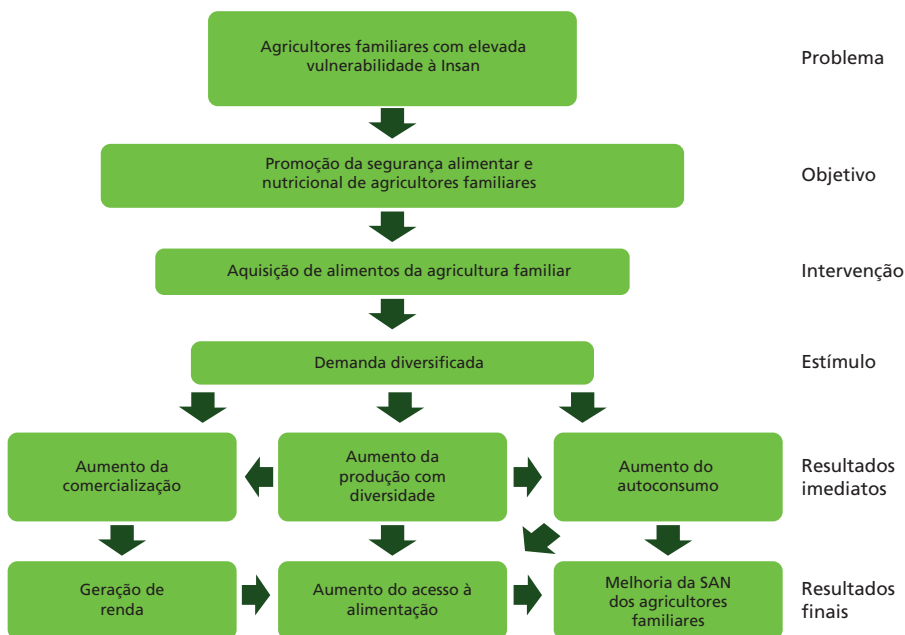 Agricultores familiares com elevada
vulnerabilidade à Insan
Problema
Promoção da segurança alimentar e
nutricional de agricultores familiares
Objetivo
Aquisição de alimentos da agricultura familiar
Intervenção
Demanda diversificada
Estímulo
Aumento da
comercialização
Aumento da
produção com
diversidade
Aumento do
autoconsumo
Resultados
imediatos
Geração de
renda
Aumento do acesso à
alimentação
Melhoria da SAN
dos agricultores
familiares
Resultados
finais